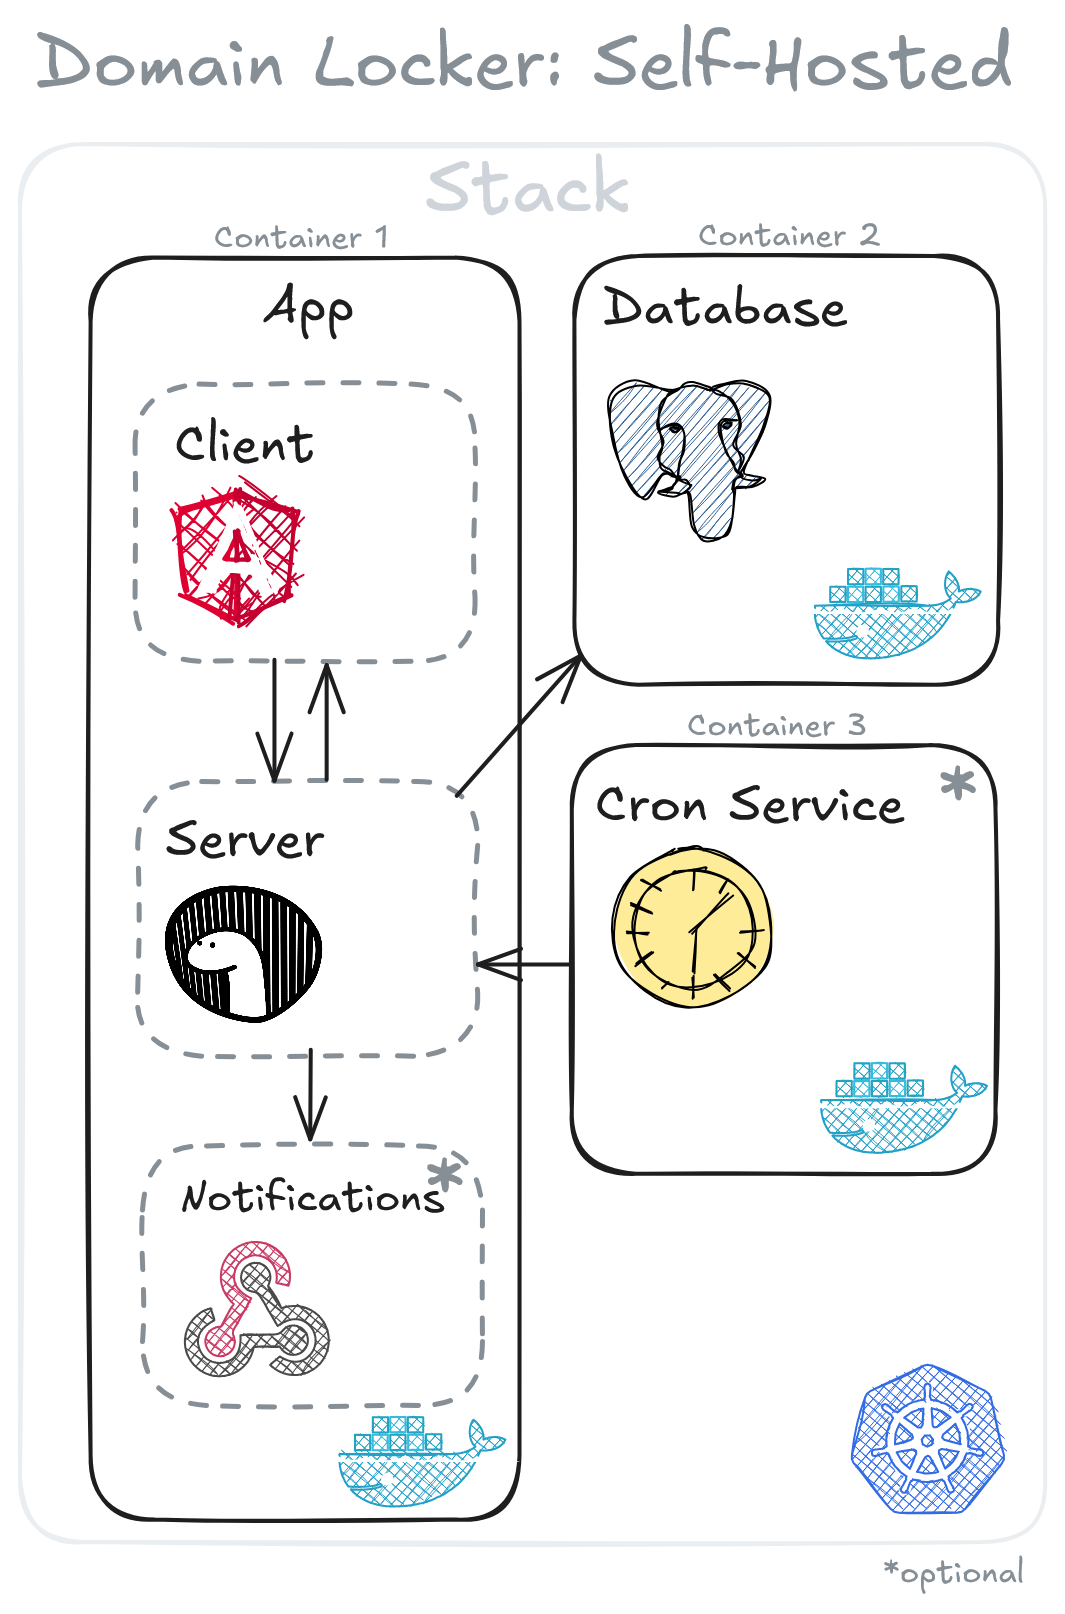 Domain Locker: Self-Hosted
Stack
Container 1
App
Client
Server
Notifications*
Container 2
Database
Container 3
Cron Service *
*optional